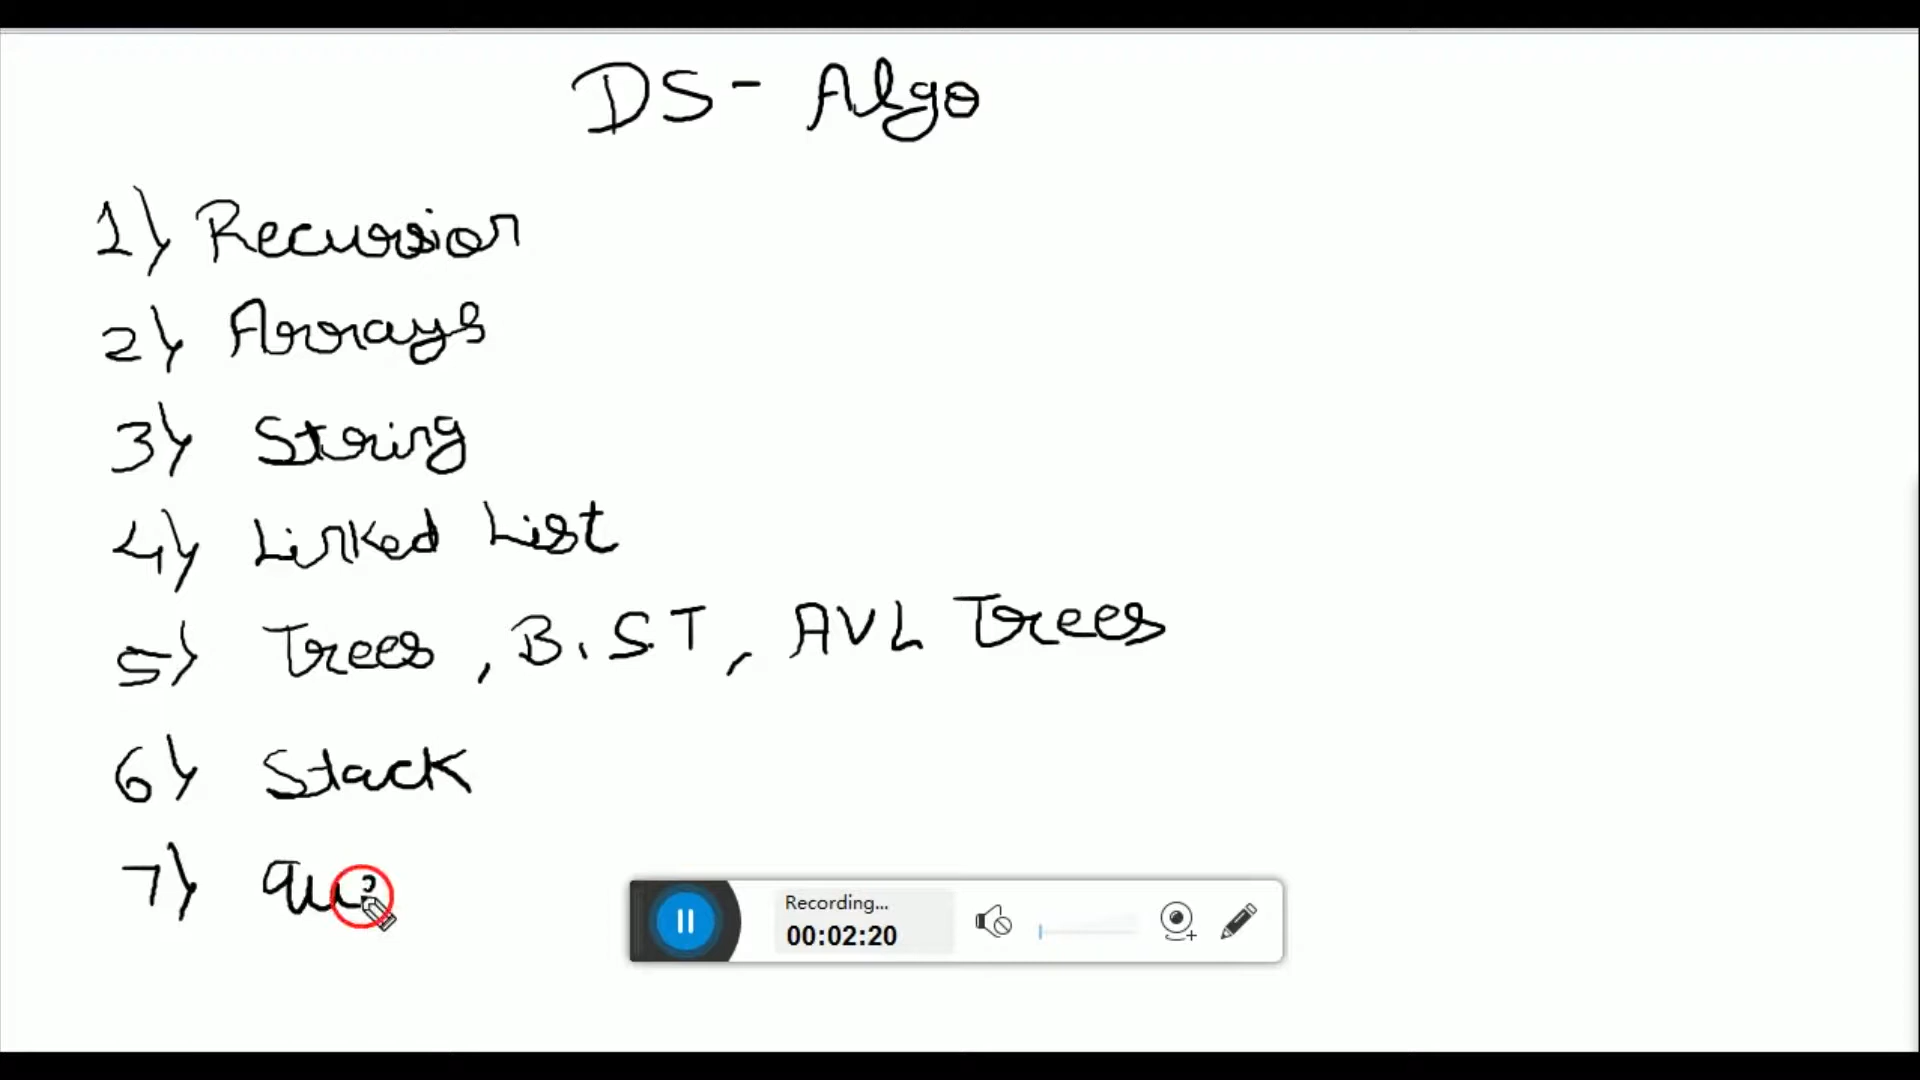 DS - Algo
1) Recursion
2) Arrays
3) String
4) Linked List
5) Trees, B.S.T, AVL Trees
6) Stack
7)
Recording...
00:02:20